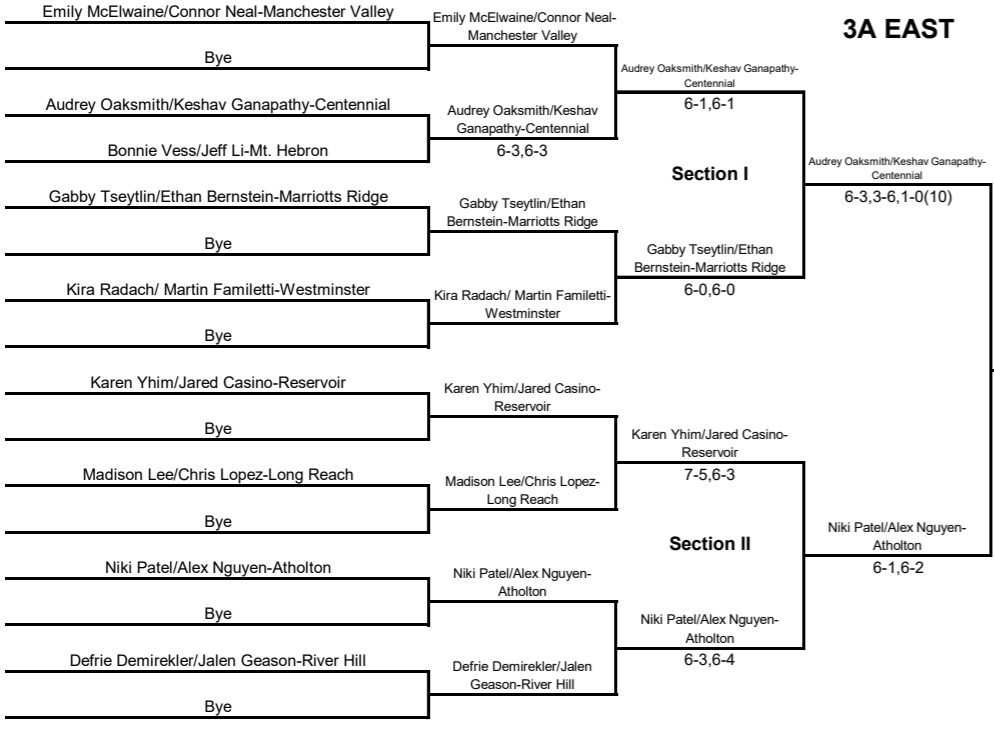 3A EAST
Emily McElwaine/Connor Neal-Manchester Valley
Bye
Audrey Oaksmith/Keshav Ganapathy-Centennial
Bonnie Vess/Jeff Li-Mt. Hebron
Gabby Tseytlin/Ethan Bernstein-Marriotts Ridge
Bye
Kira Radach/ Martin Familetti-Westminster
Bye
Karen Yhim/Jared Casino-Reservoir
Bye
Madison Lee/Chris Lopez-Long Reach
Bye
Niki Patel/Alex Nguyen-Atholton
Bye
Defrie Demirekler/Jalen Geason-River Hill
Bye
Emily McElwaine/Connor Neal-
Manchester Valley
Audrey Oaksmith/Keshav
Ganapathy-Centennial
6-3,6-3
Gabby Tseytlin/Ethan
Bernstein-Marriotts Ridge
Kira Radach/ Martin Familetti-
Westminster
Karen Yhim/Jared Casino-
Reservoir
Madison Lee/Chris Lopez-
Long Reach
Niki Patel/Alex Nguyen-
Atholton
Defrie Demirekler/Jalen
Geason-River Hill
Audrey Oaksmith/Keshav Ganapathy-
Centennial
6-1,6-1
Section I
Gabby Tseytlin/Ethan
Bernstein-Marriotts Ridge
6-0,6-0
Karen Yhim/Jared Casino-
Reservoir
7-5,6-3
Section II
Niki Patel/Alex Nguyen-
Atholton
6-3,6-4
Audrey Oaksmith/Keshav Ganapathy-
Centennial
6-3,3-6,1-0(10)
Niki Patel/Alex Nguyen-
Atholton
6-1,6-2